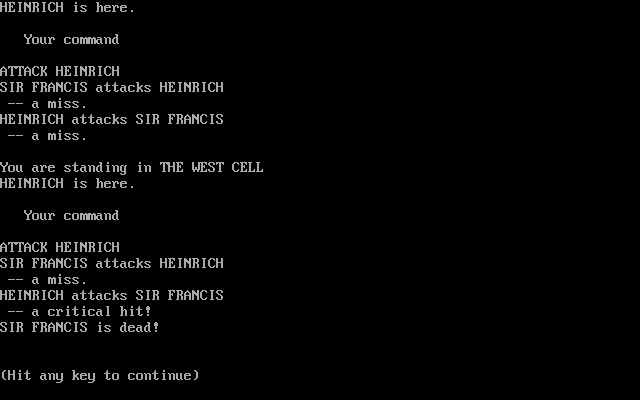 HEINRICH is here.
Your command
ATTACK HEINRICH
SIR FRANCIS attacks HEINRICH
-- a miss.
HEINRICH attacks SIR FRANCIS
-- a miss.
You are standing in THE WEST CELL
HEINRICH is here.
Your command
ATTACK HEINRICH
SIR FRANCIS attacks HEINRICH
-- a miss.
HEINRICH attacks SIR FRANCIS
-- a critical hit!
SIR FRANCIS is dead!
(Hit any key to continue)